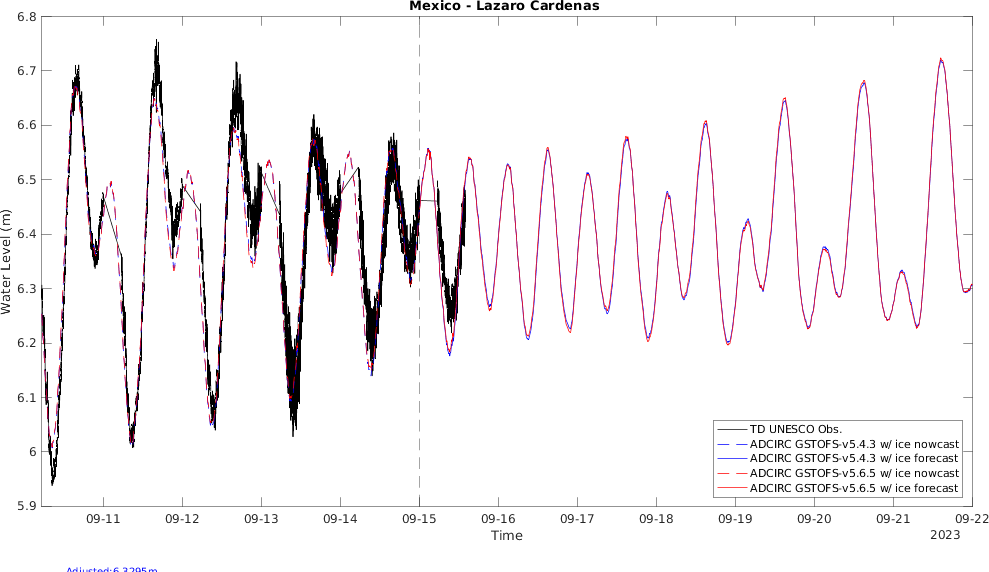 Mexico - Lazaro Cardenas
6.8
6.7
6.6
6.5
6.4
6.3
6.2
6.1
6
5.9
Water Level (m)
09-11 09-12 09-13 09-14 09-15 09-16 09-17 09-18 09-19 09-20 09-21 09-22
2023
Time
TD UNESCO Obs.
ADCIRC GSTOFS-v5.4.3 w/ ice nowcast
ADCIRC GSTOFS-v5.4.3 w/ ice forecast
ADCIRC GSTOFS-v5.6.5 w/ ice nowcast
ADCIRC GSTOFS-v5.6.5 w/ ice forecast
Adjusted:6.3295m